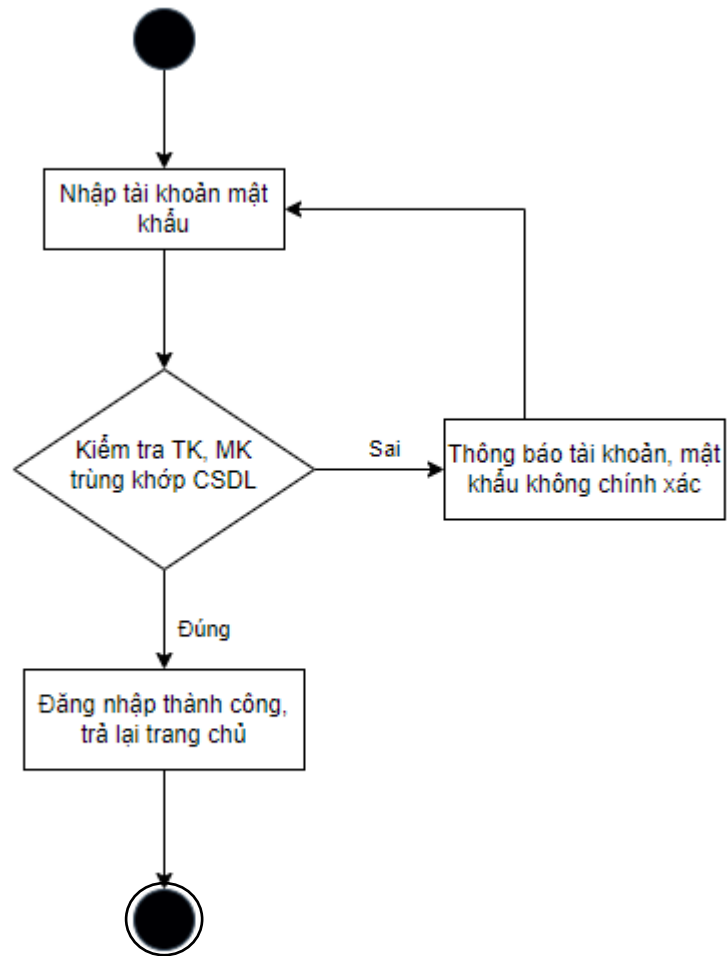 Nhập tài khoản mật
khẩu
Kiểm tra TK, MK
trùng khớp CSDL
Sai
Thông báo tài khoản, mật
khẩu không chính xác
Đúng
Đăng nhập thành công,
trả lại trang chủ